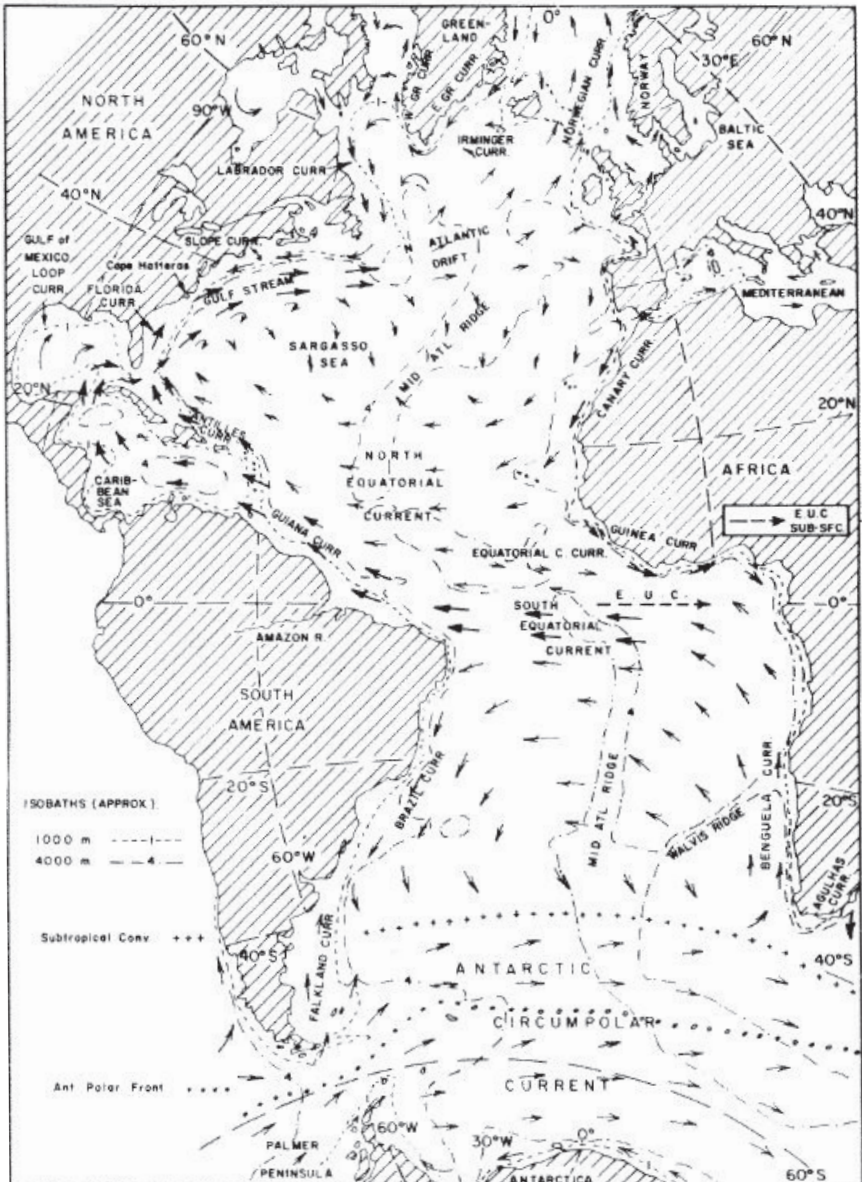 60°N
GREEN-
LAND
0°
60°N
30°E
NORTH
AMERICA
90°W
W GR CURR
E GR CURR
NORWEGIAN CURR
NORWAY
IRMINGER
CURR.
BALTIC
SEA
LABRADOR CURR
40°N
40°N
GULF of
MEXICO
LOOP
CURR.
SLOPE CURR.
Cape Hatteras
FLORIDA
CURR
N ATLANTIC
DRIFT
GULF STREAM
MEDITERRANEAN
SARGASSO
SEA
MID ATL RIDGE
CANARY CURR
20°N
20°N
ANTILLES
CURR
NORTH
EQUATORIAL
CURRENT
AFRICA
4
CARIB-
BEAN
SEA
E.U.C
SUB-SFC
GUIANA CURR
GUINEA CURR
EQUATORIAL C. CURR.
0°
E. U. C.
0°
SOUTH
EQUATORIAL
CURRENT
AMAZON R.
SOUTH
AMERICA
20°S
20°S
BRAZIL CURR
MID ATL RIDGE
WALVIS RIDGE
BENGUELA CURR.
ISOBATHS (APPROX.)
1000 m 1
4000 m 4
60°W
AGULHAS
CURR
Subtropical Conv +++
40°S
40°S
FALKLAND CURR
ANTARCTIC
4
CIRCUMPOLAR
4
Ant Polar Front
CURRENT
60°W
30°W
0°
60°S
PALMER
PENINSULA
ANTARCTICA